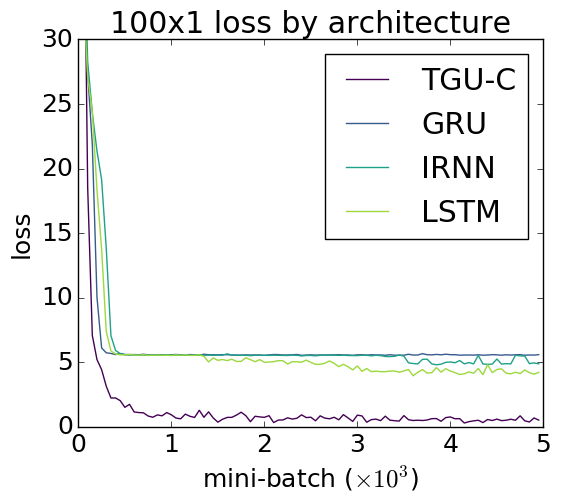 100x1 loss by architecture
30
25
20
15
10
5
0
loss
TGU-C
GRU
IRNN
LSTM
0 1 2 3 4 5
mini-batch (×10³)